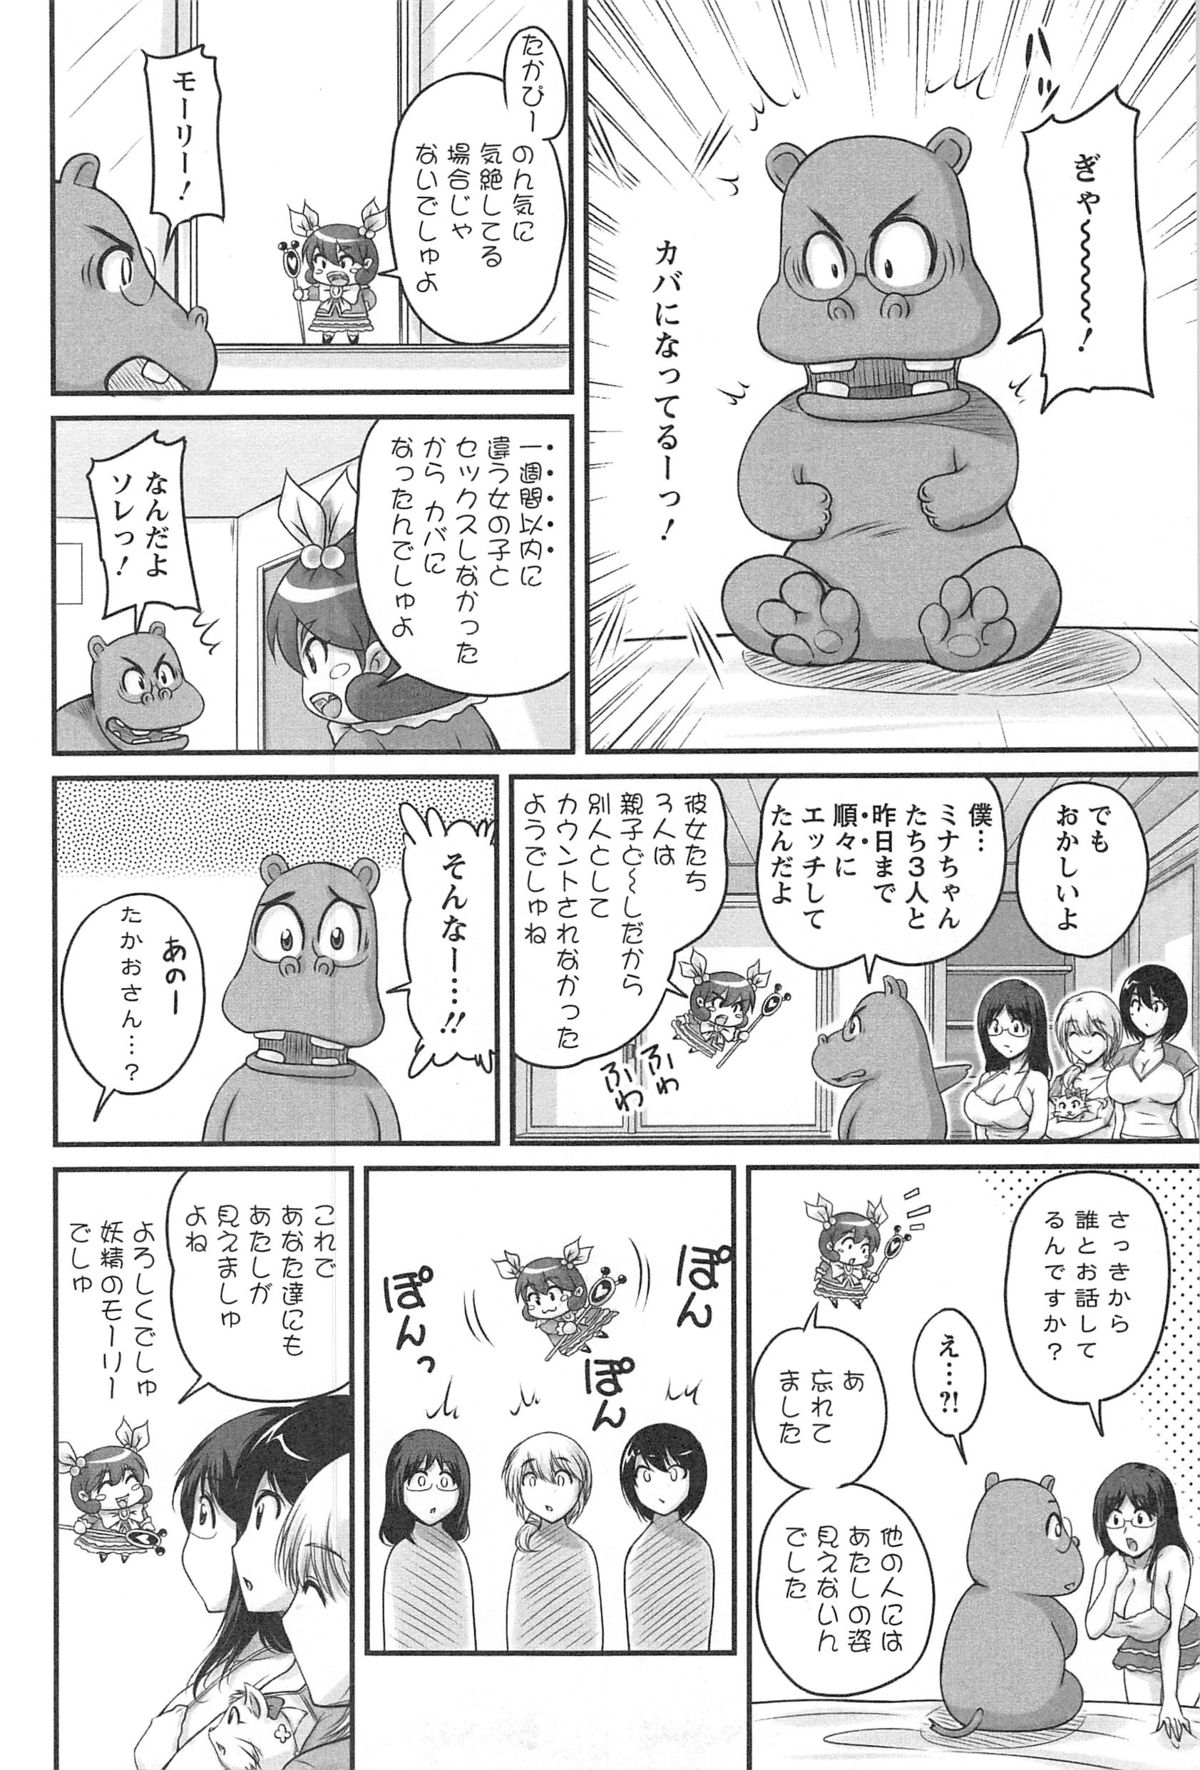 バッ
ぎゃ〜〜〜〜!
カバになってるーっ!
たかぴー
のん気に
気絶してる
場合じゃ
ないでしゅよ
モーリー!
一週間以内に
違う女の子と
セックスしなかった
から カバに
なったんでしゅよ
なんだよ
ソレっ!
でも
おかしいよ
僕…
ミナちゃん
たち3人と
昨日まで
順々に
エッチして
たんだよ
彼女たち
3人は
親子ど〜しだから
別人として
カウントされなかった
ようでしゅね
ふわ
ふわ
そんなー…!!
あのー
たかおさん…?
さっきから
誰とお話して
るんですか?
え…?!
あ
忘れて
ました
他の人には
あたしの姿
見えないん
でした
ぽん
ぽん
ぽんっ
これで
あなた達にも
あたしが
見えましゅ
よね
よろしくでしゅ
妖精のモーリー
でしゅ